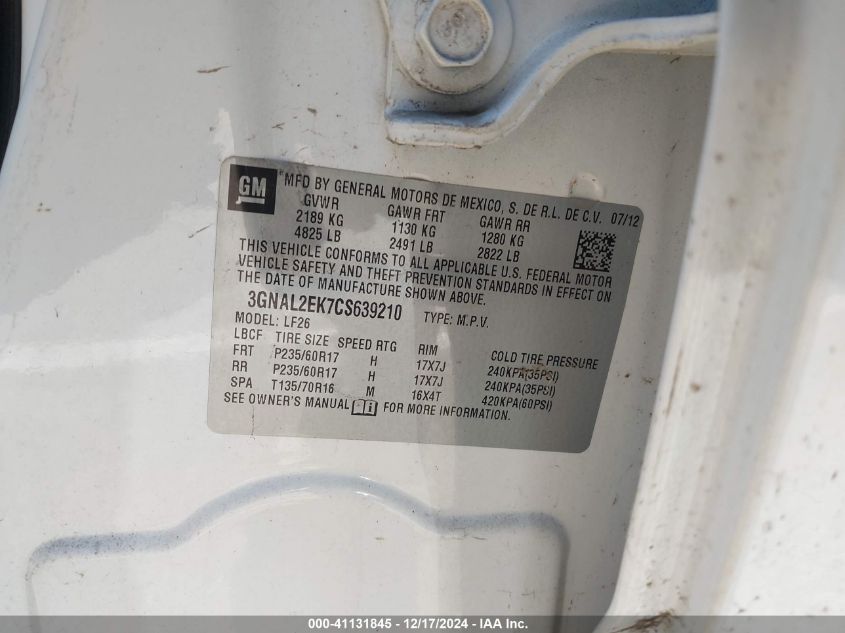 GM ® MFD BY GENERAL MOTORS DE MEXICO, S. DE R.L. DE C.V. 07/12
GVWR GAWR FRT GAWR RR
2189 KG 1130 KG 1280 KG
4825 LB 2491 LB 2822 LB
THIS VEHICLE CONFORMS TO ALL APPLICABLE U.S. FEDERAL MOTOR
VEHICLE SAFETY AND THEFT PREVENTION STANDARDS IN EFFECT ON
THE DATE OF MANUFACTURE SHOWN ABOVE.
3GNAL2EK7CS639210 TYPE: M.P.V.
MODEL: LF26
LBCF TIRE SIZE SPEED RTG RIM COLD TIRE PRESSURE
FRT P235/60R17 H 17X7J 240KPA(35PSI)
RR P235/60R17 H 17X7J 240KPA(35PSI)
SPA T135/70R16 M 16X4T 420KPA(60PSI)
SEE OWNER'S MANUAL i FOR MORE INFORMATION.
000-41131845 - 12/17/2024 - IAA Inc.